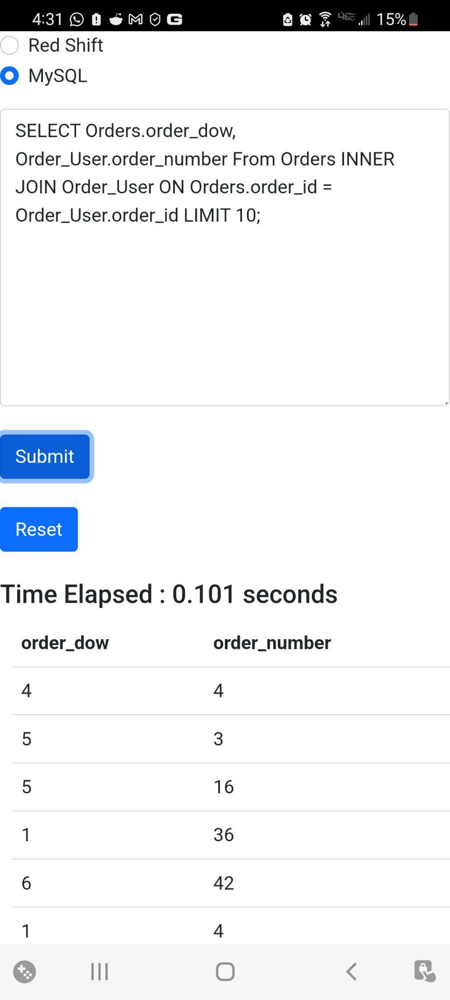 4:31 15%
Red Shift
MySQL
SELECT Orders.order_dow,
Order_User.order_number From Orders INNER
JOIN Order_User ON Orders.order_id =
Order_User.order_id LIMIT 10;
Submit
Reset
Time Elapsed : 0.101 seconds
order_dow order_number
4 4
5 3
5 16
1 36
6 42
1 4